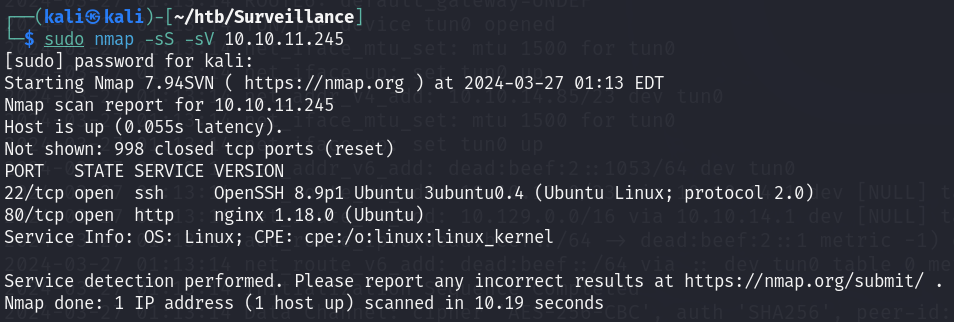 ┌──(kali㉿kali)-[~/htb/Surveillance]
└─$ sudo nmap -sS -sV 10.10.11.245
[sudo] password for kali:
Starting Nmap 7.94SVN ( https://nmap.org ) at 2024-03-27 01:13 EDT
Nmap scan report for 10.10.11.245
Host is up (0.055s latency).
Not shown: 998 closed tcp ports (reset)
PORT   STATE SERVICE VERSION
22/tcp open  ssh     OpenSSH 8.9p1 Ubuntu 3ubuntu0.4 (Ubuntu Linux; protocol 2.0)
80/tcp open  http    nginx 1.18.0 (Ubuntu)
Service Info: OS: Linux; CPE: cpe:/o:linux:linux_kernel

Service detection performed. Please report any incorrect results at https://nmap.org/submit/ .
Nmap done: 1 IP address (1 host up) scanned in 10.19 seconds